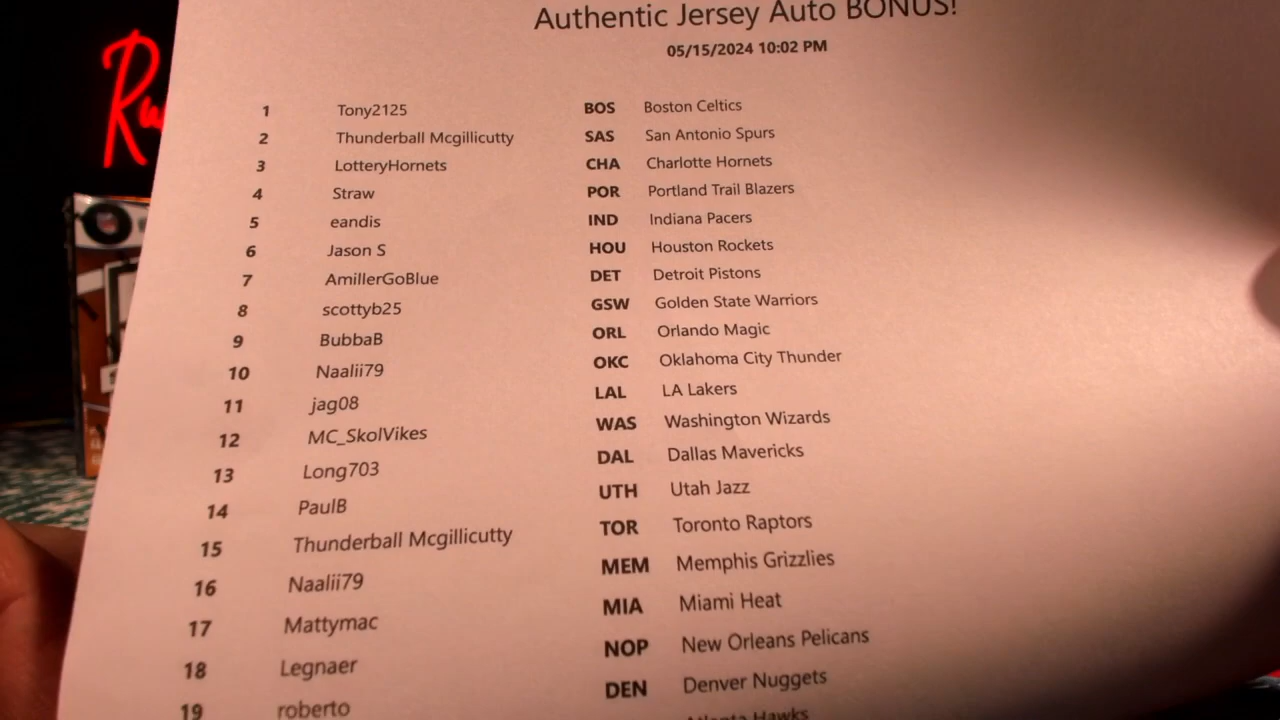 Authentic Jersey Auto BONUS!
05/15/2024 10:02 PM
1 Tony2125 BOS Boston Celtics
2 Thunderball Mcgillicutty SAS San Antonio Spurs
3 LotteryHornets CHA Charlotte Hornets
4 Straw POR Portland Trail Blazers
5 eandis IND Indiana Pacers
6 Jason S HOU Houston Rockets
7 AmillerGoBlue DET Detroit Pistons
8 scottyb25 GSW Golden State Warriors
9 BubbaB ORL Orlando Magic
10 Naalii79 OKC Oklahoma City Thunder
11 jag08 LAL LA Lakers
12 MC_SkolVikes WAS Washington Wizards
13 Long703 DAL Dallas Mavericks
14 PaulB UTH Utah Jazz
15 Thunderball Mcgillicutty TOR Toronto Raptors
16 Naalii79 MEM Memphis Grizzlies
17 Mattymac MIA Miami Heat
18 Legnaer NOP New Orleans Pelicans
19 roberto DEN Denver Nuggets
Atlanta Hawks